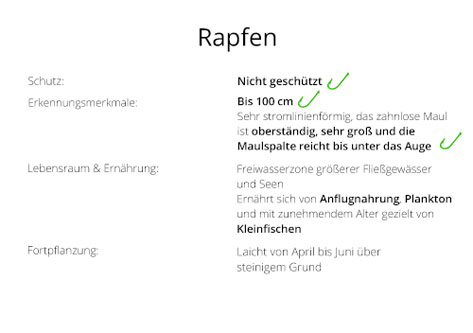 Rapfen
Schutz: Nicht geschützt
Erkennungsmerkmale: Bis 100 cm
Sehr stromlinienförmig, das zahnlose Maul
ist oberständig, sehr groß und die
Maulspalte reicht bis unter das Auge
Lebensraum & Ernährung: Freiwasserzone größerer Fließgewässer
und Seen
Ernährt sich von Anflugnahrung, Plankton
und mit zunehmendem Alter gezielt von
Kleinfischen
Fortpflanzung: Laicht von April bis Juni über
steinigem Grund